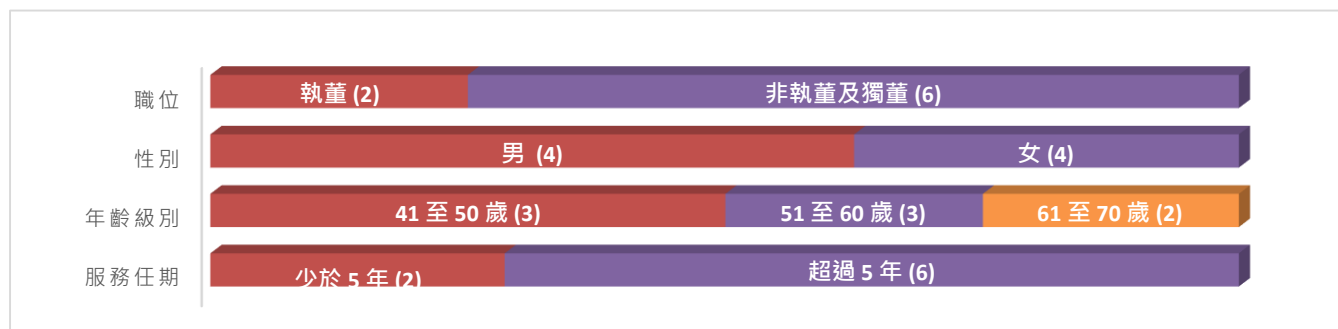 職位
執董 (2)
非執董及獨董 (6)
性別
男 (4)
女 (4)
年齡級別
41 至 50 歲 (3)
51 至 60 歲 (3)
61 至 70 歲 (2)
服務任期
少於 5 年 (2)
超過 5 年 (6)